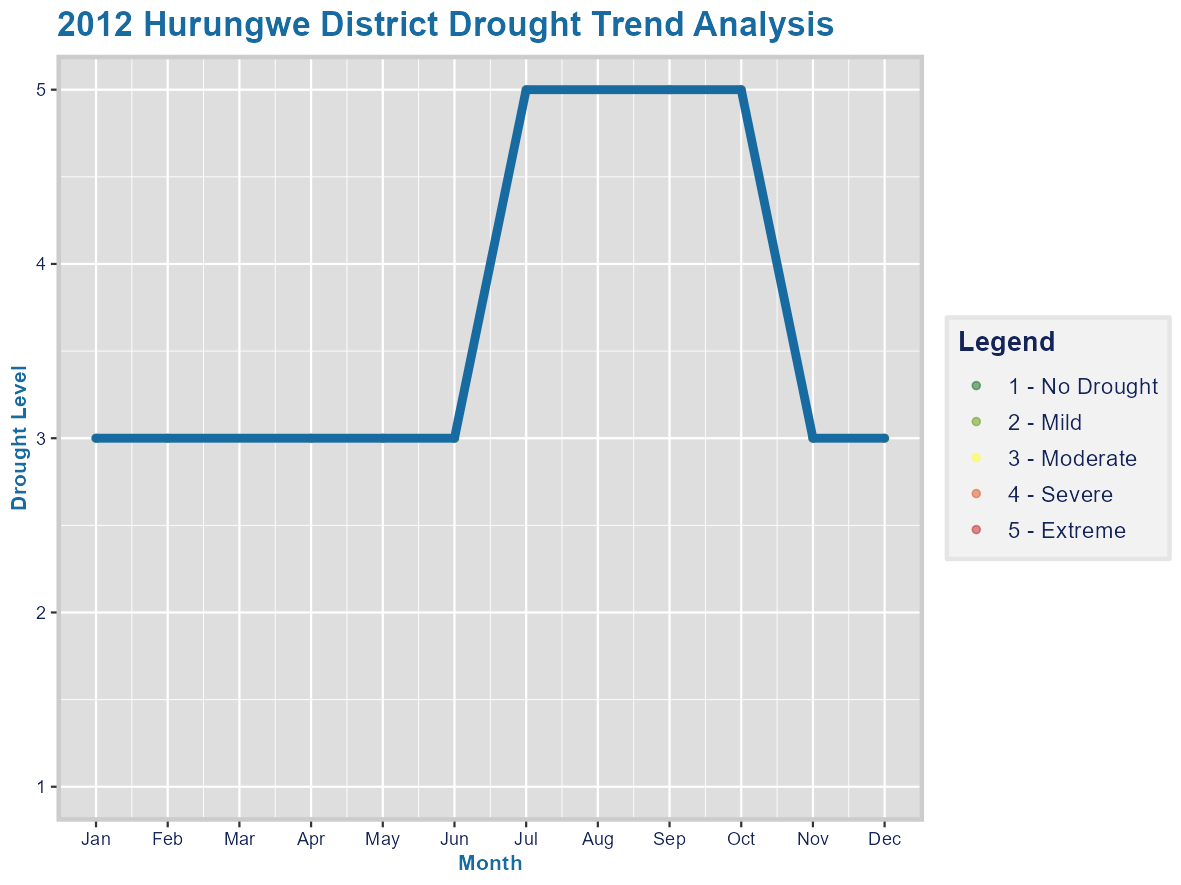 2012 Hurungwe District Drought Trend Analysis
5
4
3
2
1
Drought Level
Jan Feb Mar Apr May Jun Jul Aug Sep Oct Nov Dec
Month
Legend
1 - No Drought
2 - Mild
3 - Moderate
4 - Severe
5 - Extreme